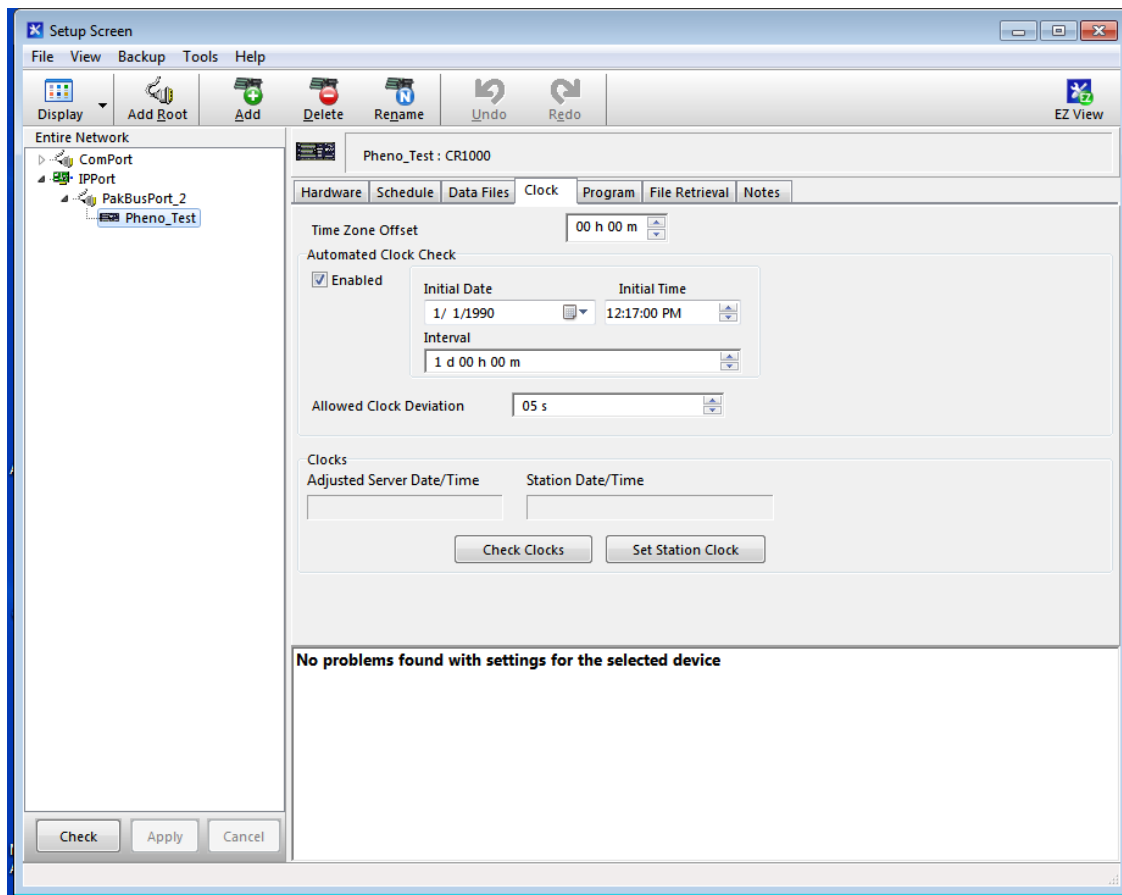 Setup Screen
File View Backup Tools Help
Display Add Root Add Delete Rename Undo Redo EZ View
Entire Network
ComPort
IPPort
PakBusPort_2
Pheno_Test
Pheno_Test : CR1000
Hardware Schedule Data Files Clock Program File Retrieval Notes
Time Zone Offset 00 h 00 m
Automated Clock Check
Enabled
Initial Date Initial Time
1/ 1/1990 12:17:00 PM
Interval
1 d 00 h 00 m
Allowed Clock Deviation 05 s
Clocks
Adjusted Server Date/Time Station Date/Time
Check Clocks Set Station Clock
No problems found with settings for the selected device
Check Apply Cancel